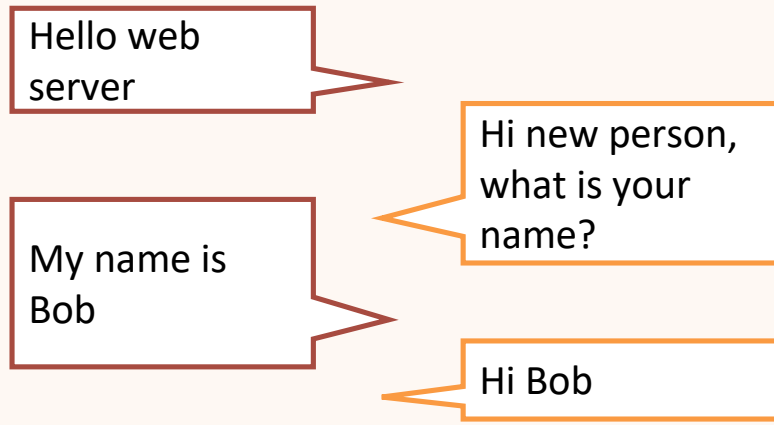 Hello web
server
Hi new person,
what is your
name?
My name is
Bob
Hi Bob